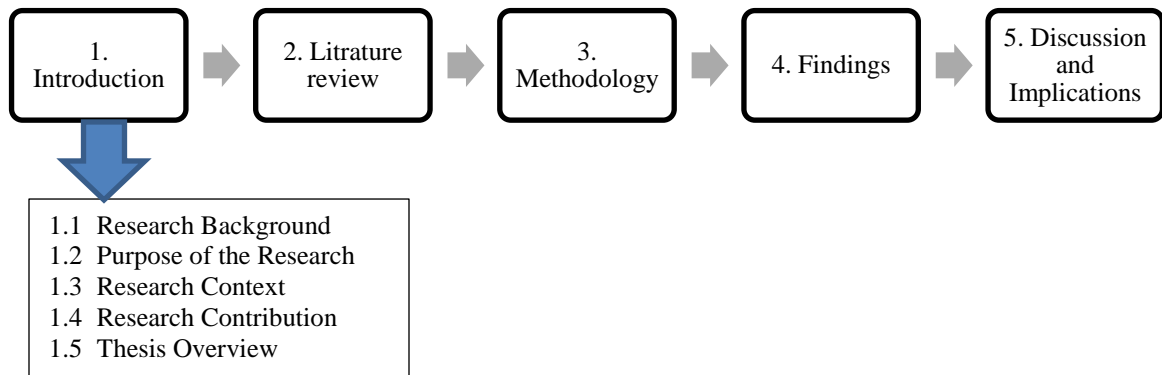 1.
Introduction
2. Litrature
review
3.
Methodology
4. Findings
5. Discussion
and
Implications
1.1 Research Background
1.2 Purpose of the Research
1.3 Research Context
1.4 Research Contribution
1.5 Thesis Overview